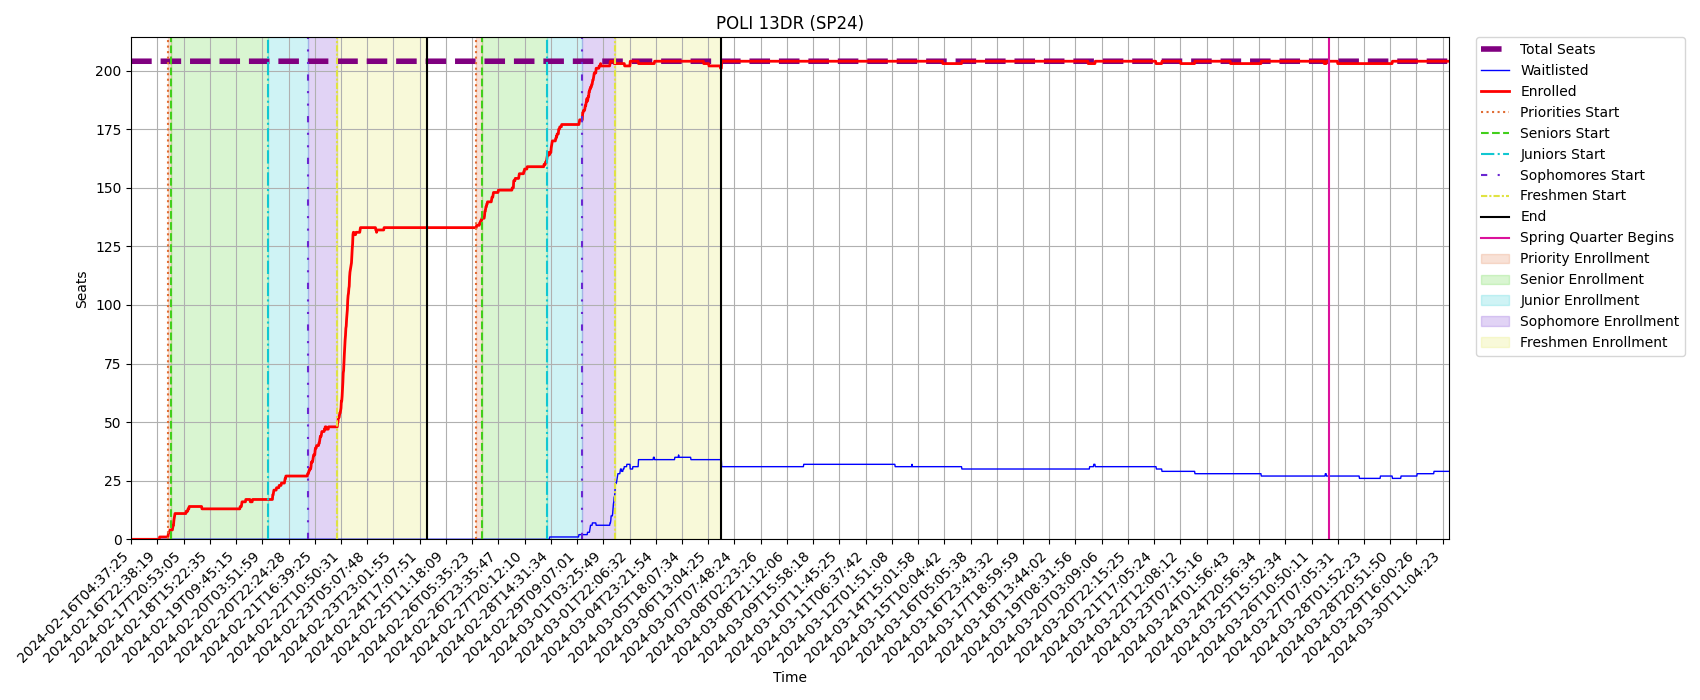 POLI 13DR (SP24)
Seats
200
175
150
125
100
75
50
25
0
2024-02-16T04:37:25
2024-02-16T22:38:19
2024-02-17T20:53:05
2024-02-18T15:22:35
2024-02-19T09:45:15
2024-02-20T03:51:59
2024-02-20T22:24:28
2024-02-21T16:39:25
2024-02-22T10:50:31
2024-02-23T05:07:48
2024-02-23T23:01:55
2024-02-24T17:07:51
2024-02-25T11:18:09
2024-02-26T05:35:23
2024-02-26T23:35:47
2024-02-27T20:12:10
2024-02-28T14:31:34
2024-02-29T09:07:01
2024-03-01T03:25:49
2024-03-01T22:06:32
2024-03-04T23:21:54
2024-03-05T18:07:34
2024-03-06T13:04:25
2024-03-07T07:48:24
2024-03-08T02:23:26
2024-03-08T21:12:06
2024-03-09T15:58:18
2024-03-10T11:45:25
2024-03-11T06:37:42
2024-03-12T01:51:08
2024-03-14T15:01:58
2024-03-15T10:04:42
2024-03-16T05:05:38
2024-03-16T23:43:32
2024-03-17T18:59:59
2024-03-18T13:44:02
2024-03-19T08:31:56
2024-03-20T03:09:06
2024-03-20T22:15:25
2024-03-21T17:05:24
2024-03-22T12:08:12
2024-03-23T07:15:16
2024-03-24T01:56:43
2024-03-24T20:56:34
2024-03-25T15:52:34
2024-03-26T10:50:11
2024-03-27T07:05:31
2024-03-28T01:52:23
2024-03-28T20:51:50
2024-03-29T16:00:26
2024-03-30T11:04:23
Time
Total Seats
Waitlisted
Enrolled
Priorities Start
Seniors Start
Juniors Start
Sophomores Start
Freshmen Start
End
Spring Quarter Begins
Priority Enrollment
Senior Enrollment
Junior Enrollment
Sophomore Enrollment
Freshmen Enrollment